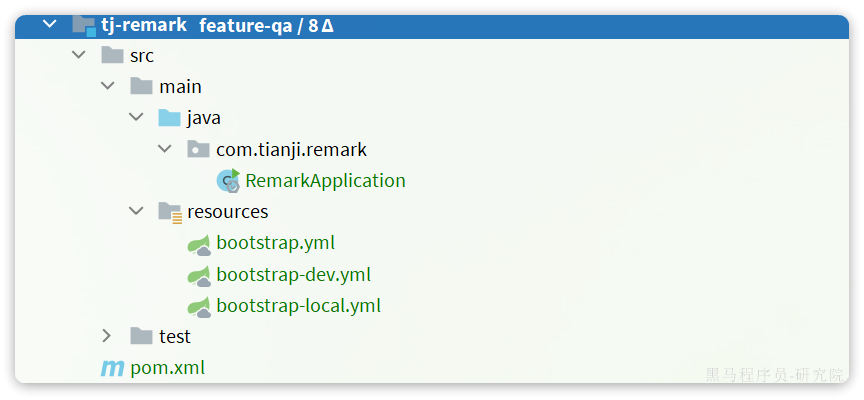 tj-remark feature-qa / 8 Δ
src
main
java
com.tianji.remark
RemarkApplication
resources
bootstrap.yml
bootstrap-dev.yml
bootstrap-local.yml
test
pom.xml
黑马程序员-研究院